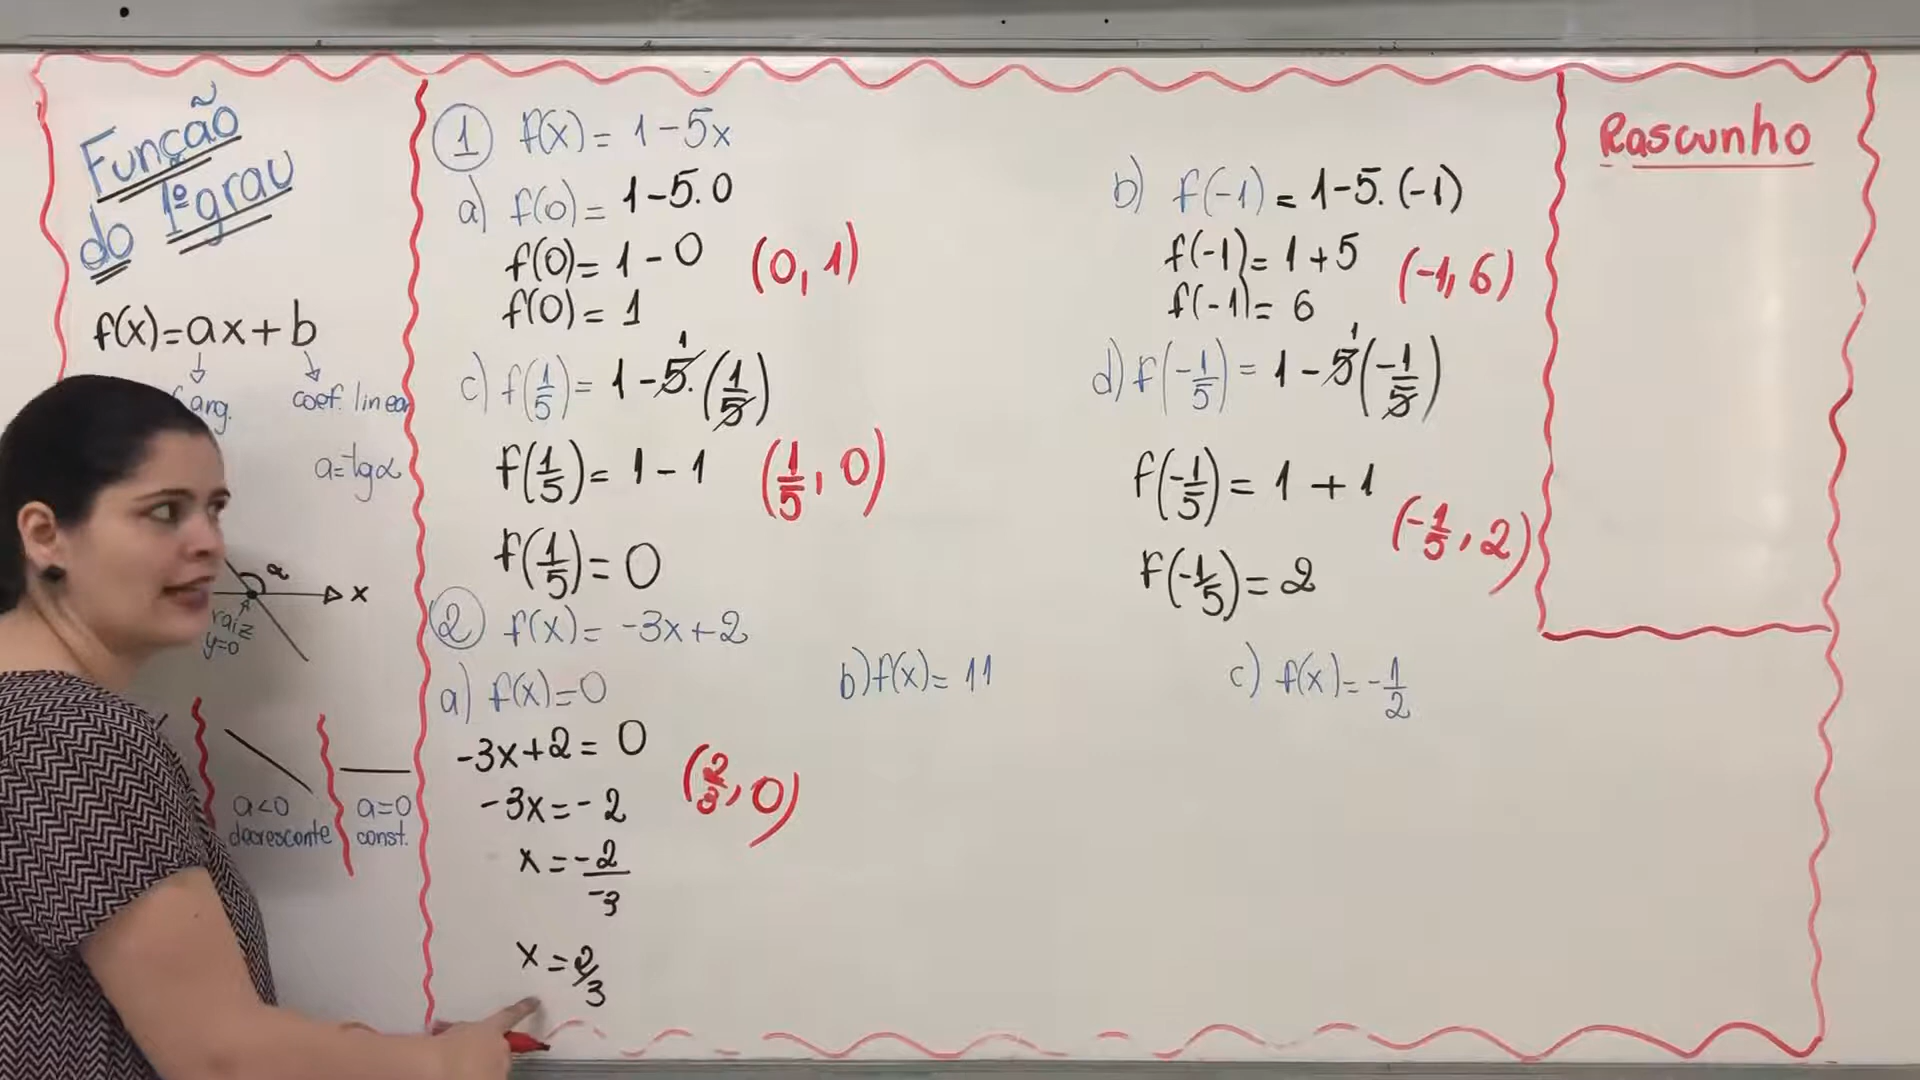 Função
do 1º grau
f(x)=ax+b
ang.
coef. linear
a=tgα
α
x
raiz
y=0
a<0
decrescente
a=0
const.
1 f(x)= 1-5x
a) f(0)= 1-5.0
f(0)= 1-0 (0,1)
f(0)= 1
b) f(-1) = 1-5.(-1)
f(-1)= 1+5 (-1,6)
f(-1)= 6
c) f(1/5)= 1-5.(1/5)
1
f(1/5)= 1-1 (1/5, 0)
f(1/5)= 0
d) f(-1/5) = 1-5(-1/5)
1
f(-1/5) = 1+1 (-1/5, 2)
f(-1/5)= 2
2 f(x)= -3x+2
a) f(x)=0
-3x+2= 0 (2/3, 0)
-3x=-2
x=-2/-3
x=2/3
b) f(x)= 11
c) f(x)= -1/2
Rascunho